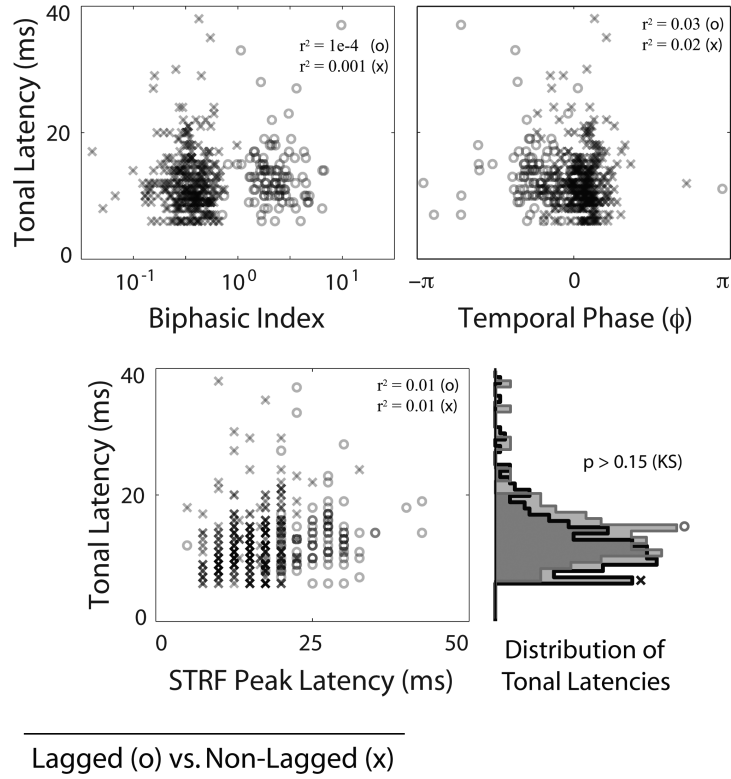 Tonal Latency (ms)
40
20
0
r² = 1e-4 (o)
r² = 0.001 (x)
10⁻¹ 10⁰ 10¹
Biphasic Index
r² = 0.03 (o)
r² = 0.02 (x)
−π 0 π
Temporal Phase (ϕ)
Tonal Latency (ms)
40
20
0
r² = 0.01 (o)
r² = 0.01 (x)
0 25 50
STRF Peak Latency (ms)
p > 0.15 (KS)
o
x
Distribution of
Tonal Latencies
Lagged (o) vs. Non-Lagged (x)